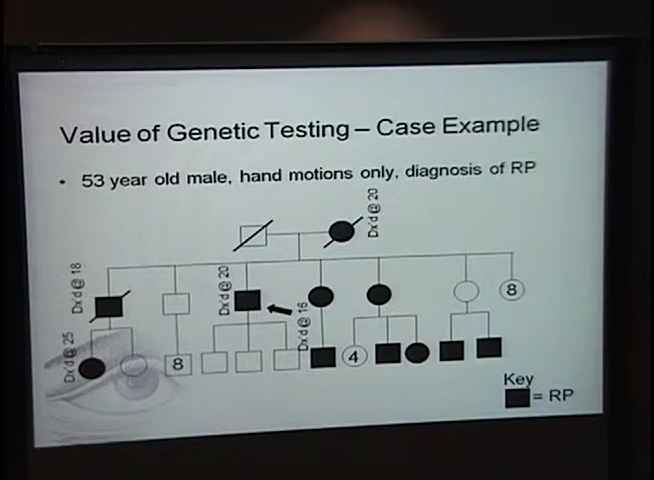 Value of Genetic Testing – Case Example
• 53 year old male, hand motions only, diagnosis of RP
Dx'd @ 20
Dx'd @ 18
Dx'd @ 20
8
Dx'd @ 16
Dx'd @ 25
8
4
Key
= RP